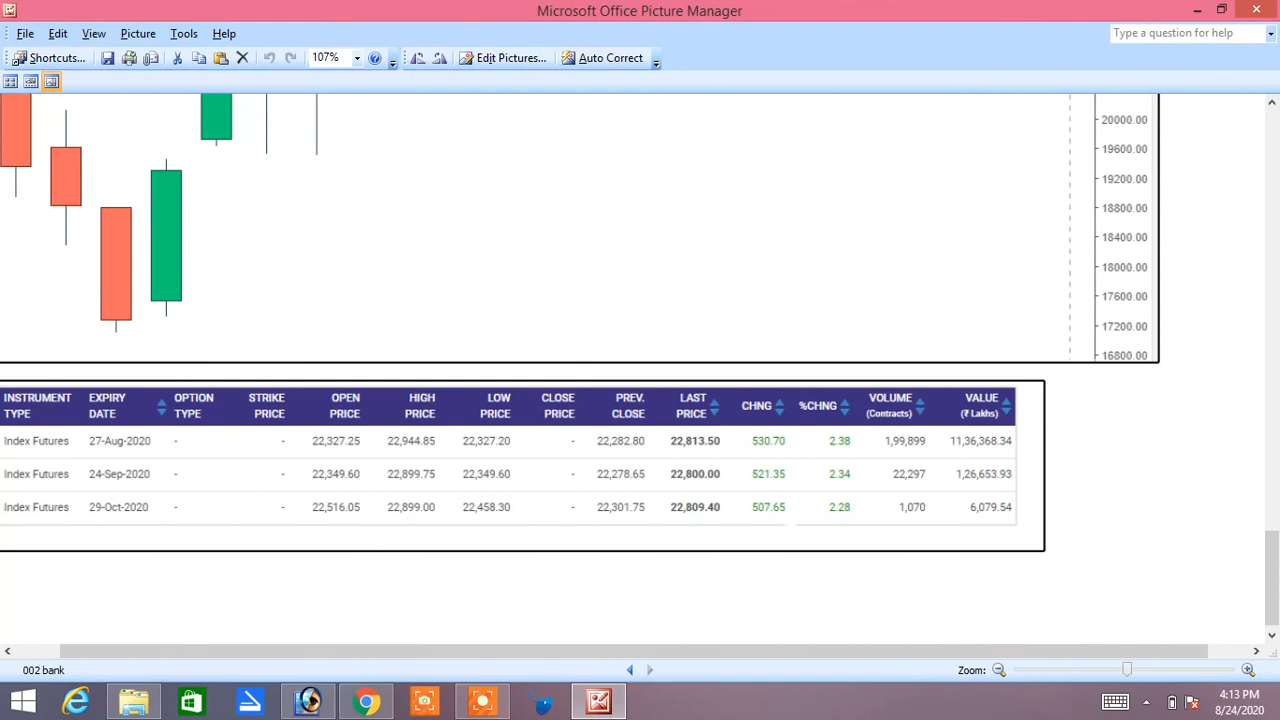 Microsoft Office Picture Manager
File Edit View Picture Tools Help
Type a question for help
Shortcuts... 107% Edit Pictures... Auto Correct
20000.00
19600.00
19200.00
18800.00
18400.00
18000.00
17600.00
17200.00
16800.00
INSTRUMENT TYPE EXPIRY DATE OPTION TYPE STRIKE PRICE OPEN PRICE HIGH PRICE LOW PRICE CLOSE PRICE PREV. CLOSE LAST PRICE CHNG %CHNG VOLUME (Contracts) VALUE (₹ Lakhs)
Index Futures 27-Aug-2020 - - 22,327.25 22,944.85 22,327.20 - 22,282.80 22,813.50 530.70 2.38 1,99,899 11,36,368.34
Index Futures 24-Sep-2020 - - 22,349.60 22,899.75 22,349.60 - 22,278.65 22,800.00 521.35 2.34 22,297 1,26,653.93
Index Futures 29-Oct-2020 - - 22,516.05 22,899.00 22,458.30 - 22,301.75 22,809.40 507.65 2.28 1,070 6,079.54
002 bank
Zoom:
4:13 PM
8/24/2020